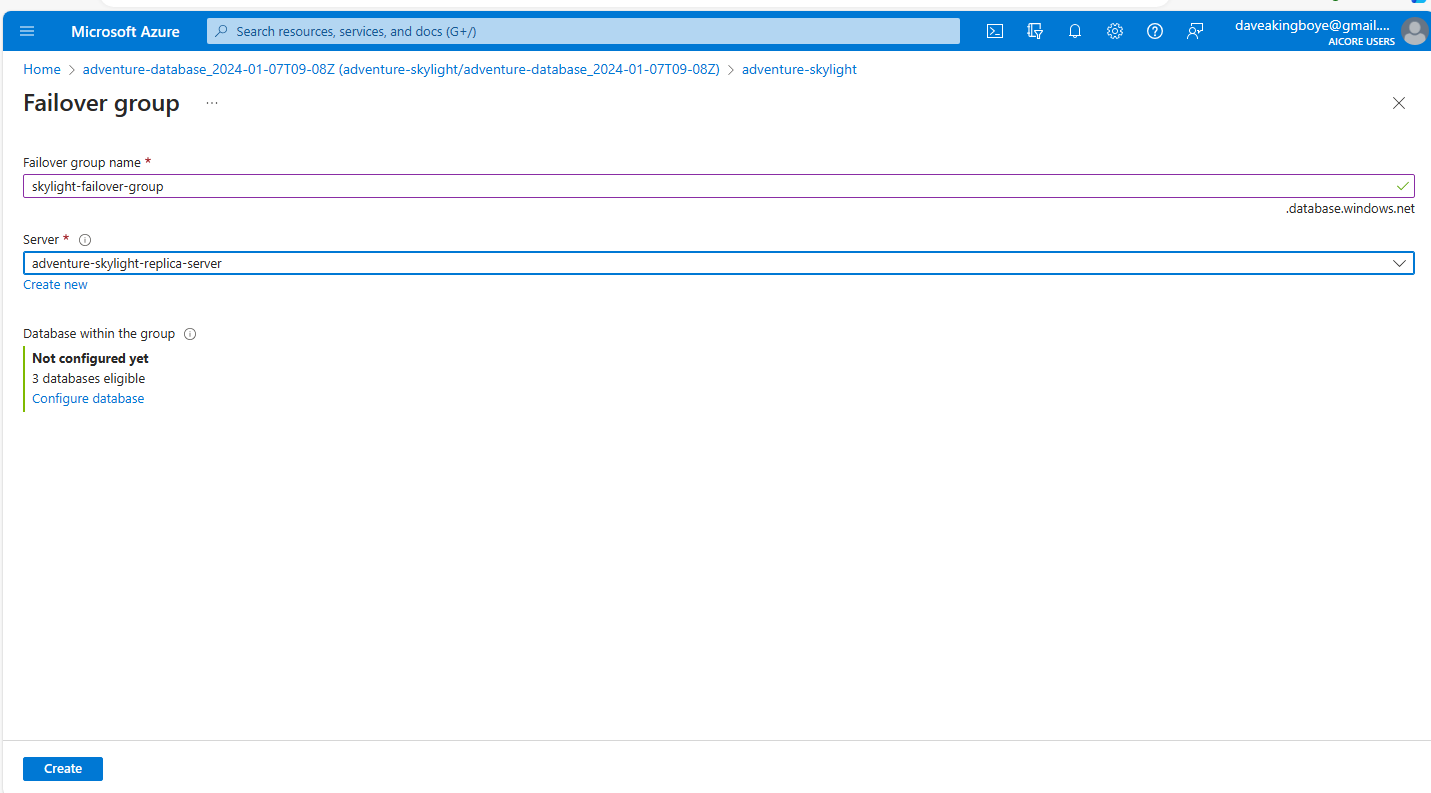 Microsoft Azure
Search resources, services, and docs (G+/)
daveakingboye@gmail....
AICORE USERS
Home > adventure-database_2024-01-07T09-08Z (adventure-skylight/adventure-database_2024-01-07T09-08Z) > adventure-skylight
Failover group ...
Failover group name *
skylight-failover-group
.database.windows.net
Server *
adventure-skylight-replica-server
Create new
Database within the group
Not configured yet
3 databases eligible
Configure database
Create